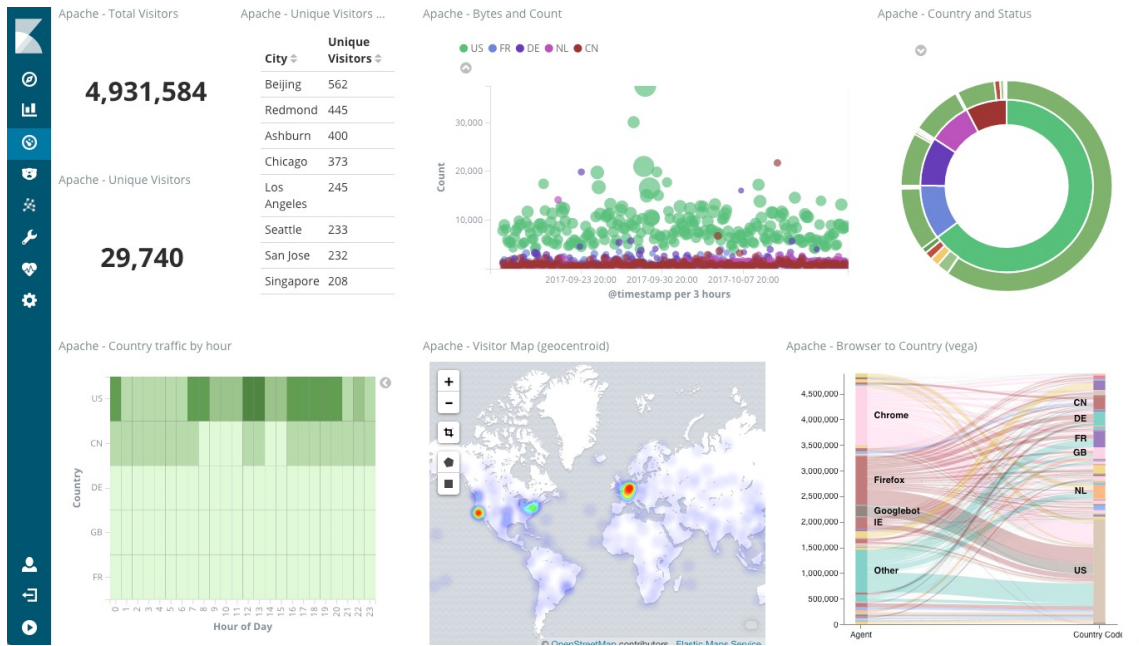 Apache - Total Visitors
4,931,584
Apache - Unique Visitors
29,740
Apache - Unique Visitors ...
City Unique Visitors
Beijing 562
Redmond 445
Ashburn 400
Chicago 373
Los Angeles 245
Seattle 233
San Jose 232
Singapore 208
Apache - Bytes and Count
US FR DE NL CN
Count
30,000
20,000
10,000
2017-09-23 20:00 2017-09-30 20:00 2017-10-07 20:00
@timestamp per 3 hours
Apache - Country and Status
Apache - Country traffic by hour
Country
US
CN
DE
GB
FR
0 1 2 3 4 5 6 7 8 9 10 11 12 13 14 15 16 17 18 19 20 21 22 23
Hour of Day
Apache - Visitor Map (geocentroid)
+
−
© OpenStreetMap contributors, Elastic Maps Service
Apache - Browser to Country (vega)
4,500,000
4,000,000
3,500,000
3,000,000
2,500,000
2,000,000
1,500,000
1,000,000
500,000
0
Chrome
Firefox
Googlebot
IE
Other
CN
DE
FR
GB
NL
US
Agent
Country Code